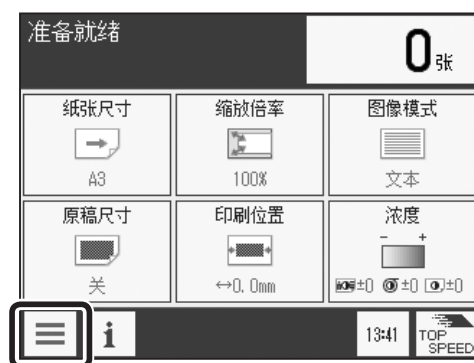 准备就绪
0张
纸张尺寸 缩放倍率 图像模式
A3 100% 文本
原稿尺寸 印刷位置 浓度
- +
关 ↔0.0mm ±0 ±0 ±0
i 13:41 TOP SPEED